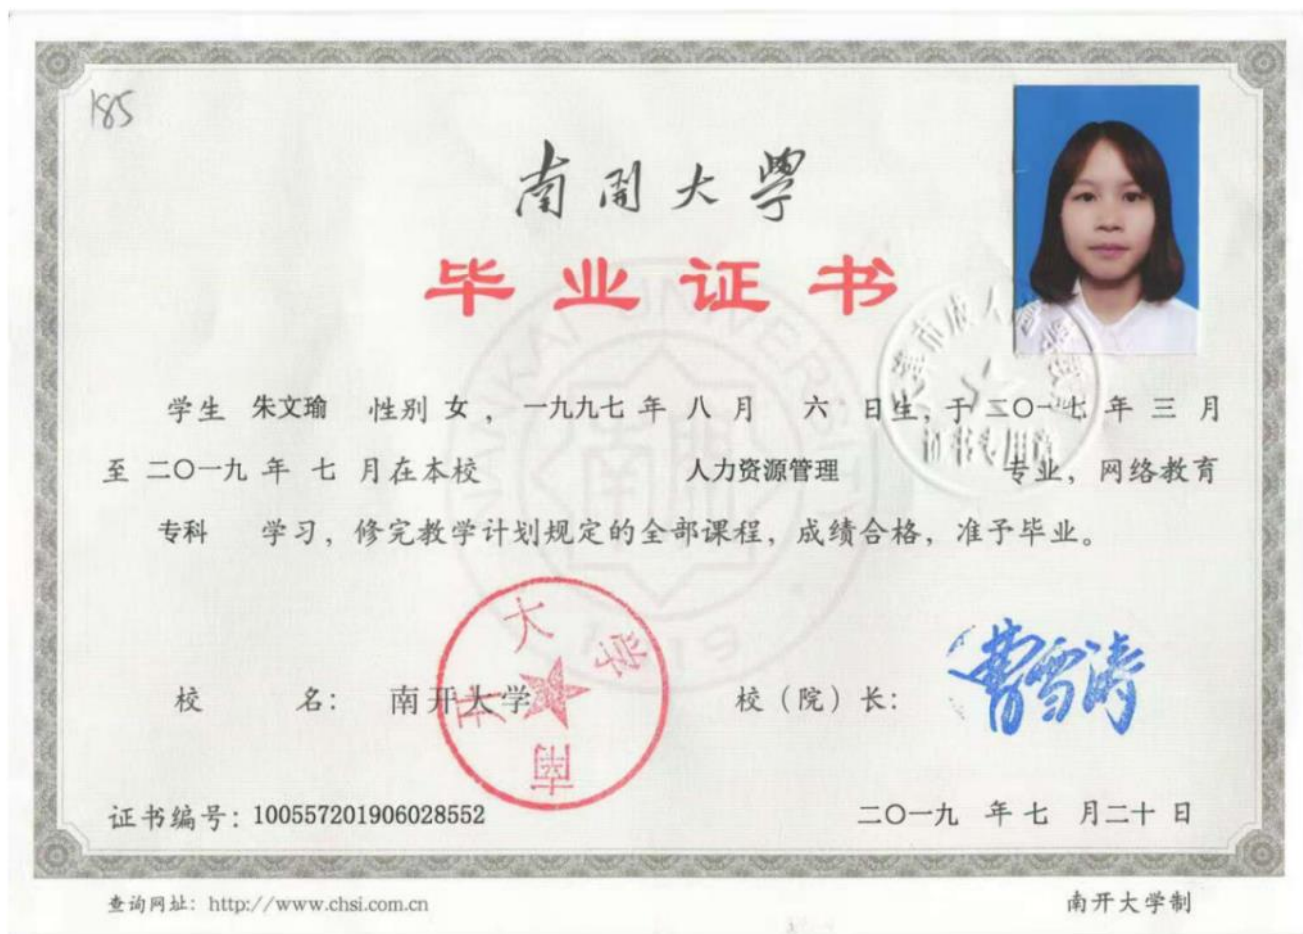 185
南開大學
毕业证书
学生 朱文瑜 性别 女，一九九七 年 八 月 六 日生，于 二〇一七 年 三 月
至 二〇一九 年 七 月在本校 人力资源管理 专业，网络教育
专科 学习，修完教学计划规定的全部课程，成绩合格，准予毕业。
校 名：南开大学
南开大学
校（院）长：曹雪涛
证书编号：100557201906028552
二〇一九 年 七 月二十 日
查询网址：http://www.chsi.com.cn
南开大学制